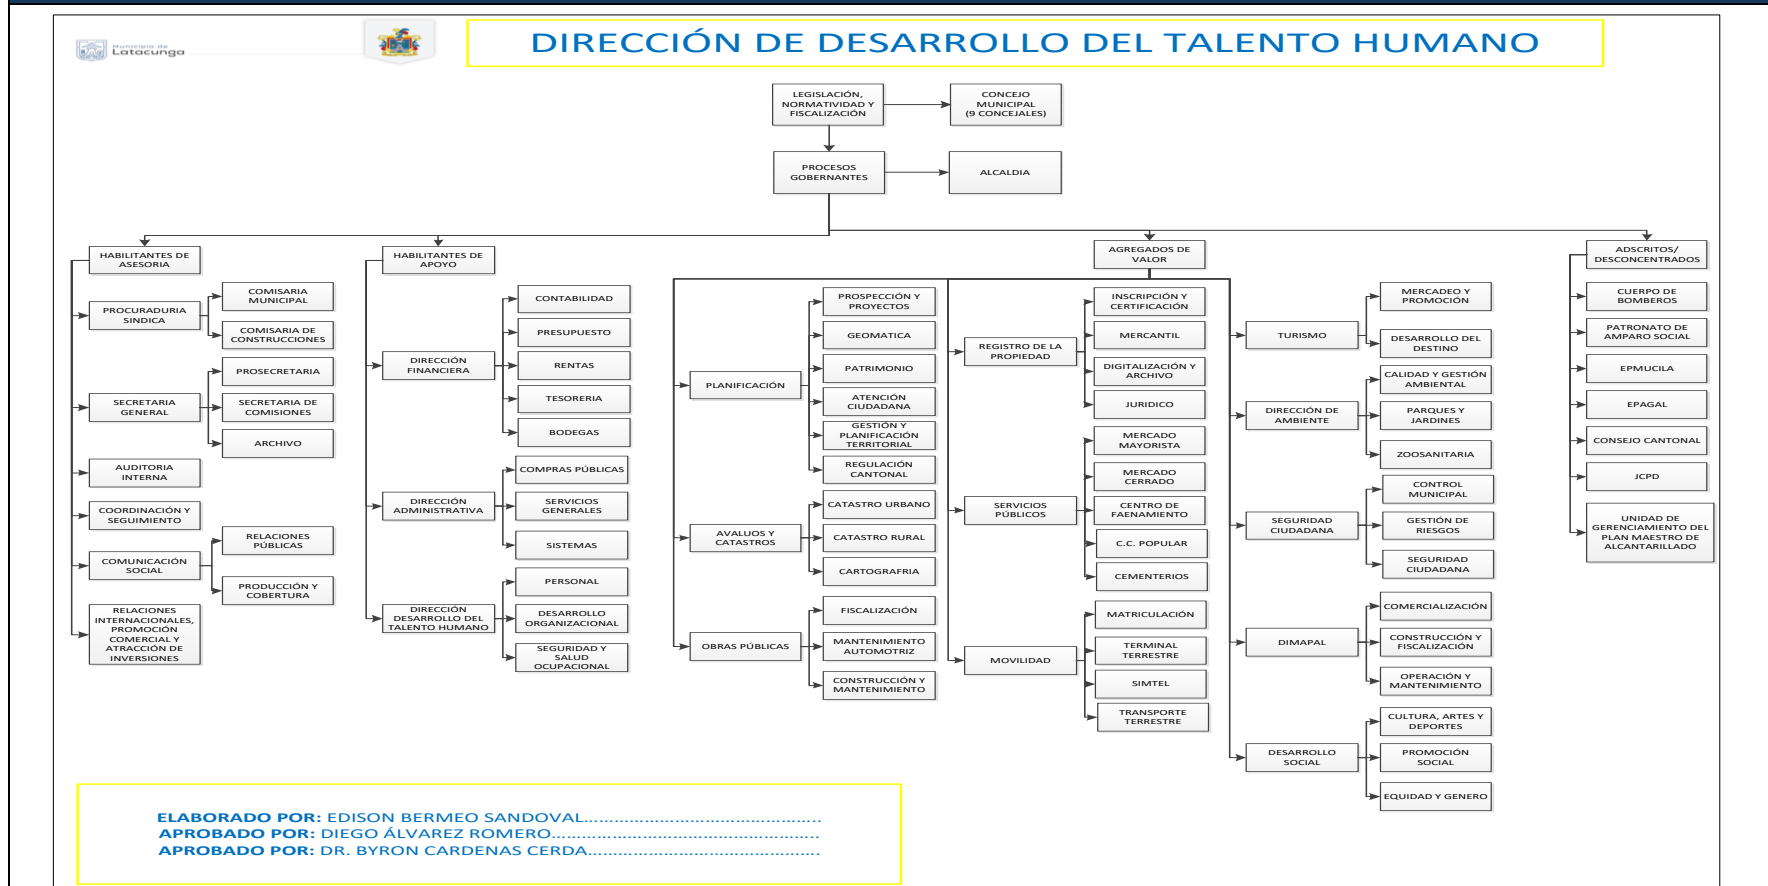 Municipio de
Latacunga
DIRECCIÓN DE DESARROLLO DEL TALENTO HUMANO
LEGISLACIÓN,
NORMATIVIDAD Y
FISCALIZACIÓN
CONCEJO
MUNICIPAL
(9 CONCEJALES)
PROCESOS
GOBERNANTES
ALCALDIA
HABILITANTES DE
ASESORIA
PROCURADURIA
SINDICA
COMISARIA
MUNICIPAL
COMISARIA DE
CONSTRUCCIONES
SECRETARIA
GENERAL
PROSECRETARIA
SECRETARIA DE
COMISIONES
ARCHIVO
AUDITORIA
INTERNA
COORDINACIÓN Y
SEGUIMIENTO
COMUNICACIÓN
SOCIAL
RELACIONES
PÚBLICAS
PRODUCCIÓN Y
COBERTURA
RELACIONES
INTERNACIONALES,
PROMOCIÓN
COMERCIAL Y
ATRACCIÓN DE
INVERSIONES
HABILITANTES DE
APOYO
DIRECCIÓN
FINANCIERA
CONTABILIDAD
PRESUPUESTO
RENTAS
TESORERIA
BODEGAS
DIRECCIÓN
ADMINISTRATIVA
COMPRAS PÚBLICAS
SERVICIOS
GENERALES
SISTEMAS
DIRECCIÓN
DESARROLLO DEL
TALENTO HUMANO
PERSONAL
DESARROLLO
ORGANIZACIONAL
SEGURIDAD Y
SALUD
OCUPACIONAL
AGREGADOS DE
VALOR
PLANIFICACIÓN
PROSPECCIÓN Y
PROYECTOS
GEOMATICA
PATRIMONIO
ATENCIÓN
CIUDADANA
GESTIÓN Y
PLANIFICACIÓN
TERRITORIAL
REGULACIÓN
CANTONAL
AVALUOS Y
CATASTROS
CATASTRO URBANO
CATASTRO RURAL
CARTOGRAFRIA
OBRAS PÚBLICAS
FISCALIZACIÓN
MANTENIMIENTO
AUTOMOTRIZ
CONSTRUCCIÓN Y
MANTENIMIENTO
REGISTRO DE LA
PROPIEDAD
INSCRIPCIÓN Y
CERTIFICACIÓN
MERCANTIL
DIGITALIZACIÓN Y
ARCHIVO
JURIDICO
SERVICIOS
PÚBLICOS
MERCADO
MAYORISTA
MERCADO
CERRADO
CENTRO DE
FAENAMIENTO
C.C. POPULAR
CEMENTERIOS
MOVILIDAD
MATRICULACIÓN
TERMINAL
TERRESTRE
SIMTEL
TRANSPORTE
TERRESTRE
TURISMO
MERCADEO Y
PROMOCIÓN
DESARROLLO DEL
DESTINO
DIRECCIÓN DE
AMBIENTE
CALIDAD Y GESTIÓN
AMBIENTAL
PARQUES Y
JARDINES
ZOOSANITARIA
SEGURIDAD
CIUDADANA
CONTROL
MUNICIPAL
GESTIÓN DE
RIESGOS
SEGURIDAD
CIUDADANA
DIMAPAL
COMERCIALIZACIÓN
CONSTRUCCIÓN Y
FISCALIZACIÓN
OPERACIÓN Y
MANTENIMIENTO
DESARROLLO
SOCIAL
CULTURA, ARTES Y
DEPORTES
PROMOCIÓN
SOCIAL
EQUIDAD Y GENERO
ADSCRITOS/
DESCONCENTRADOS
CUERPO DE
BOMBEROS
PATRONATO DE
AMPARO SOCIAL
EPMUCILA
EPAGAL
CONSEJO CANTONAL
JCPD
UNIDAD DE
GERENCIAMIENTO DEL
PLAN MAESTRO DE
ALCANTARILLADO
ELABORADO POR: EDISON BERMEO SANDOVAL..........................................
APROBADO POR: DIEGO ÁLVAREZ ROMERO................................................
APROBADO POR: DR. BYRON CARDENAS CERDA.........................................